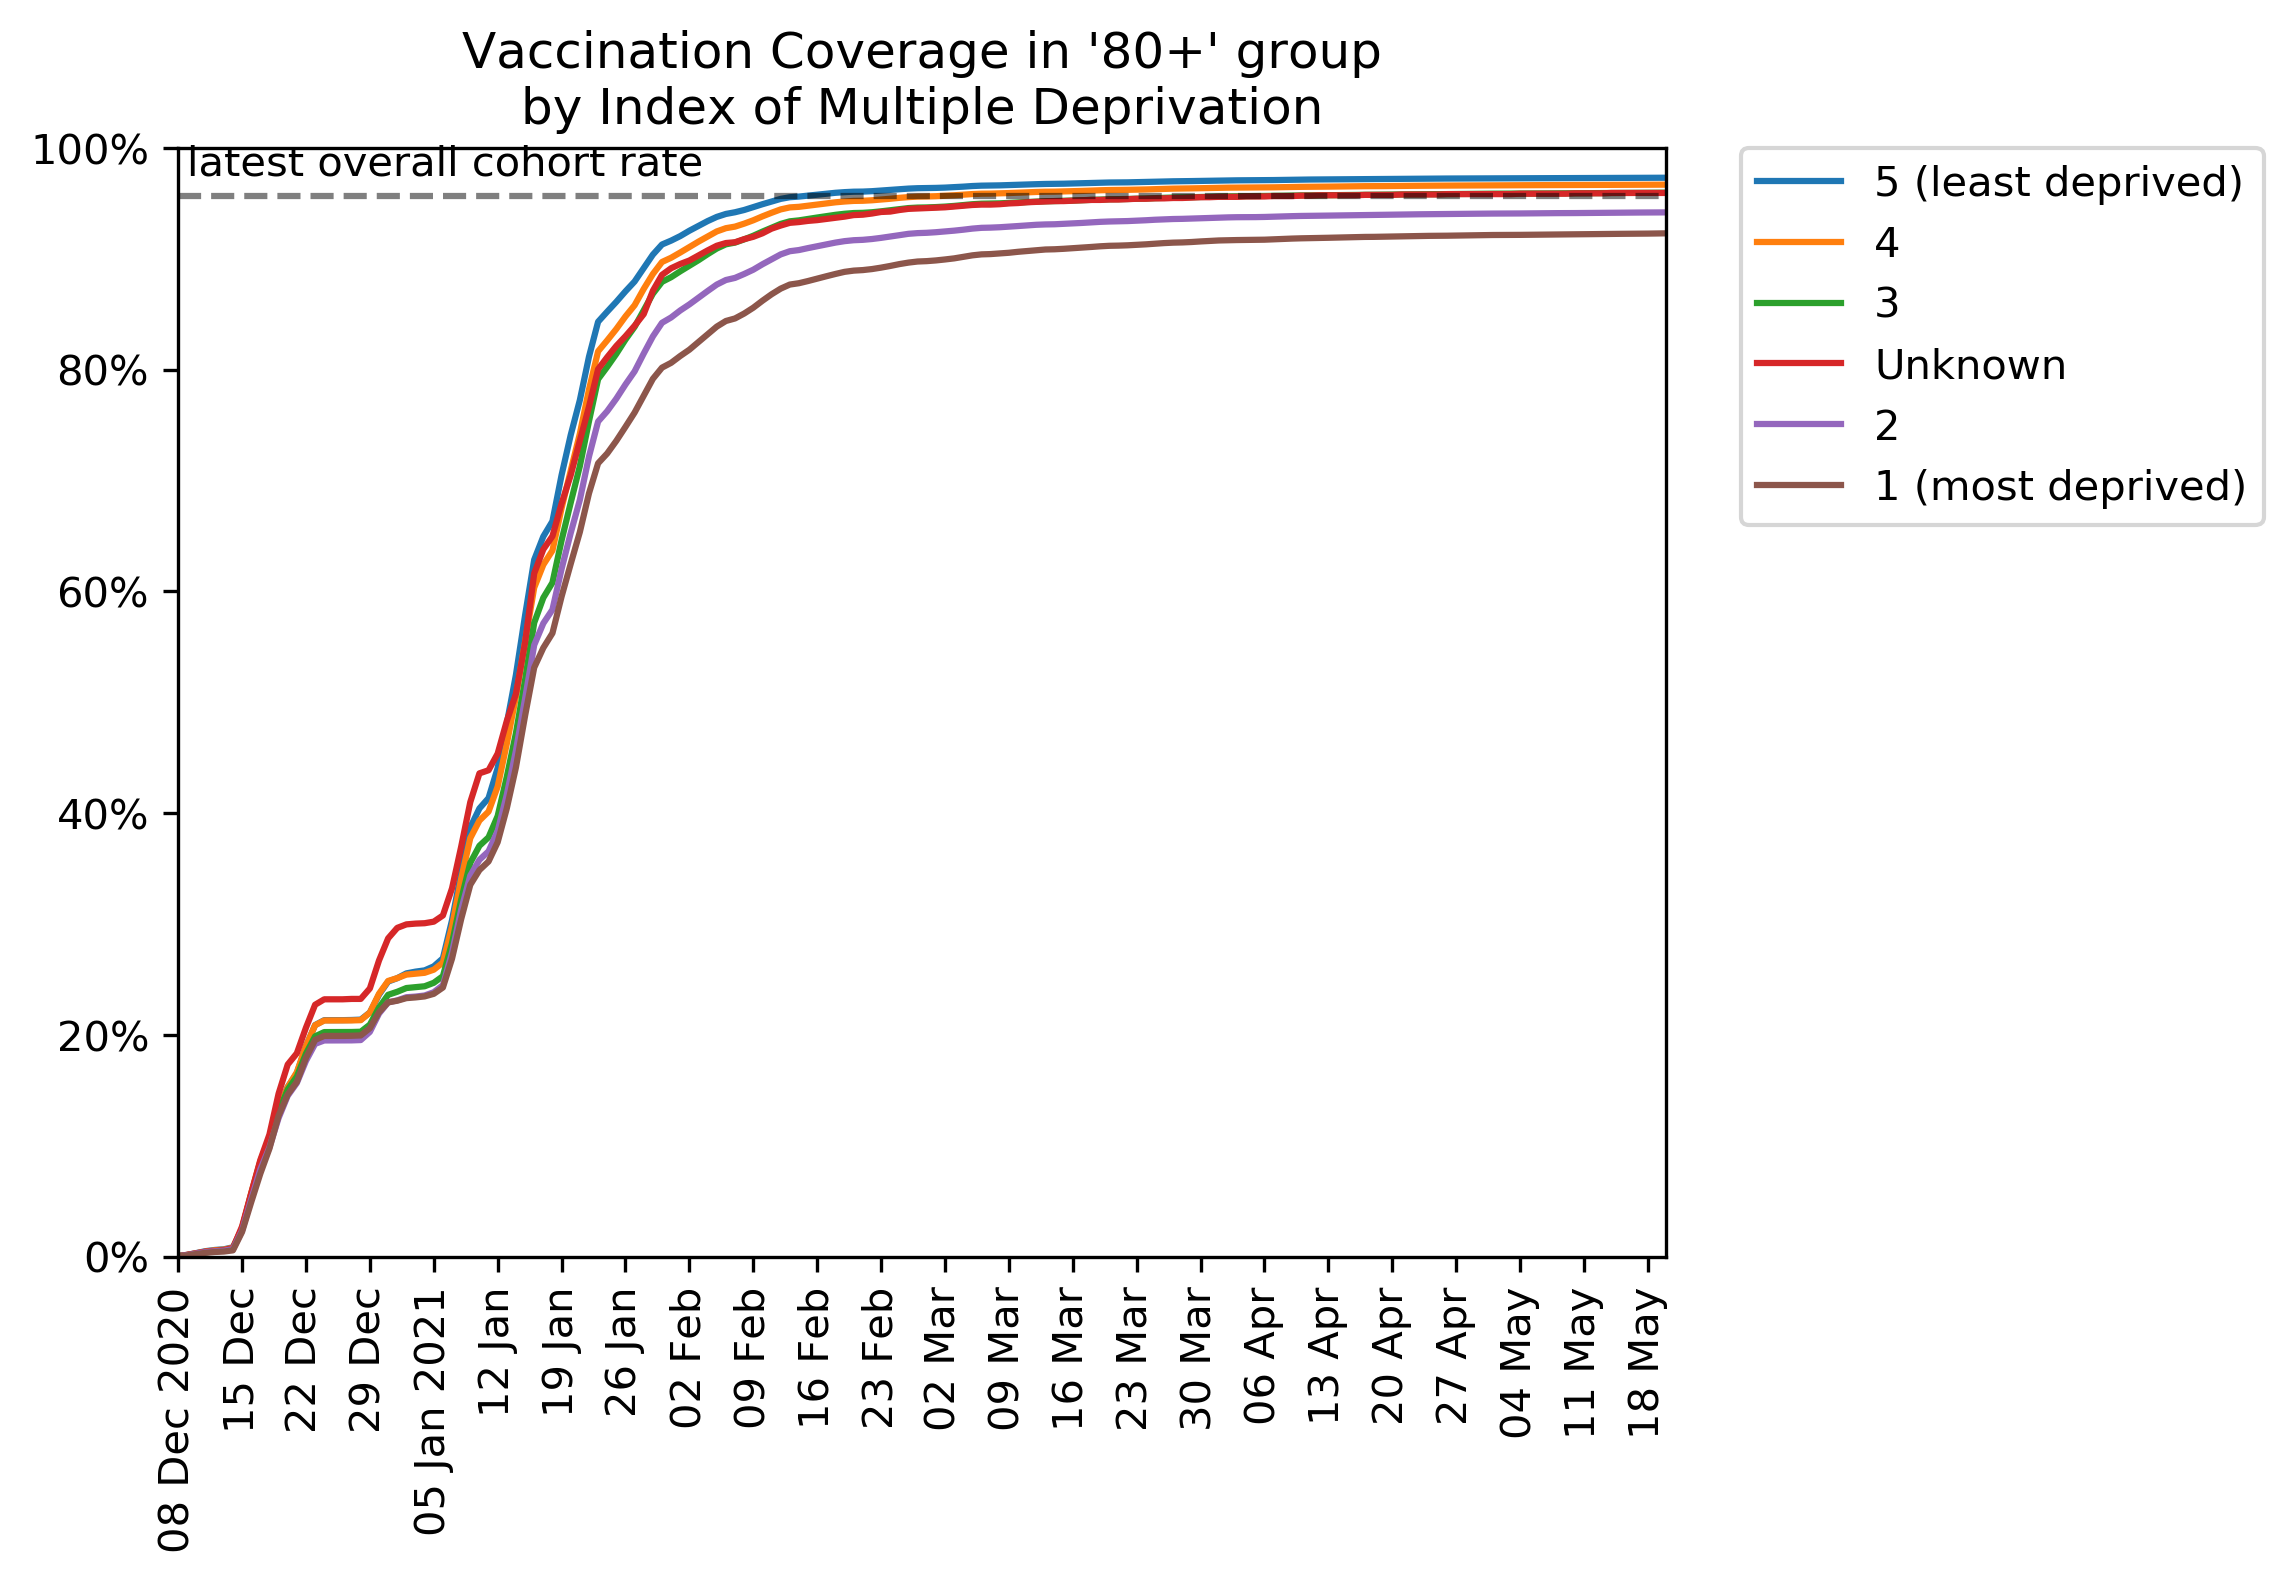 Vaccination Coverage in '80+' group
by Index of Multiple Deprivation
100%
80%
60%
40%
20%
0%
latest overall cohort rate
5 (least deprived)
4
3
Unknown
2
1 (most deprived)
08 Dec 2020
15 Dec
22 Dec
29 Dec
05 Jan 2021
12 Jan
19 Jan
26 Jan
02 Feb
09 Feb
16 Feb
23 Feb
02 Mar
09 Mar
16 Mar
23 Mar
30 Mar
06 Apr
13 Apr
20 Apr
27 Apr
04 May
11 May
18 May